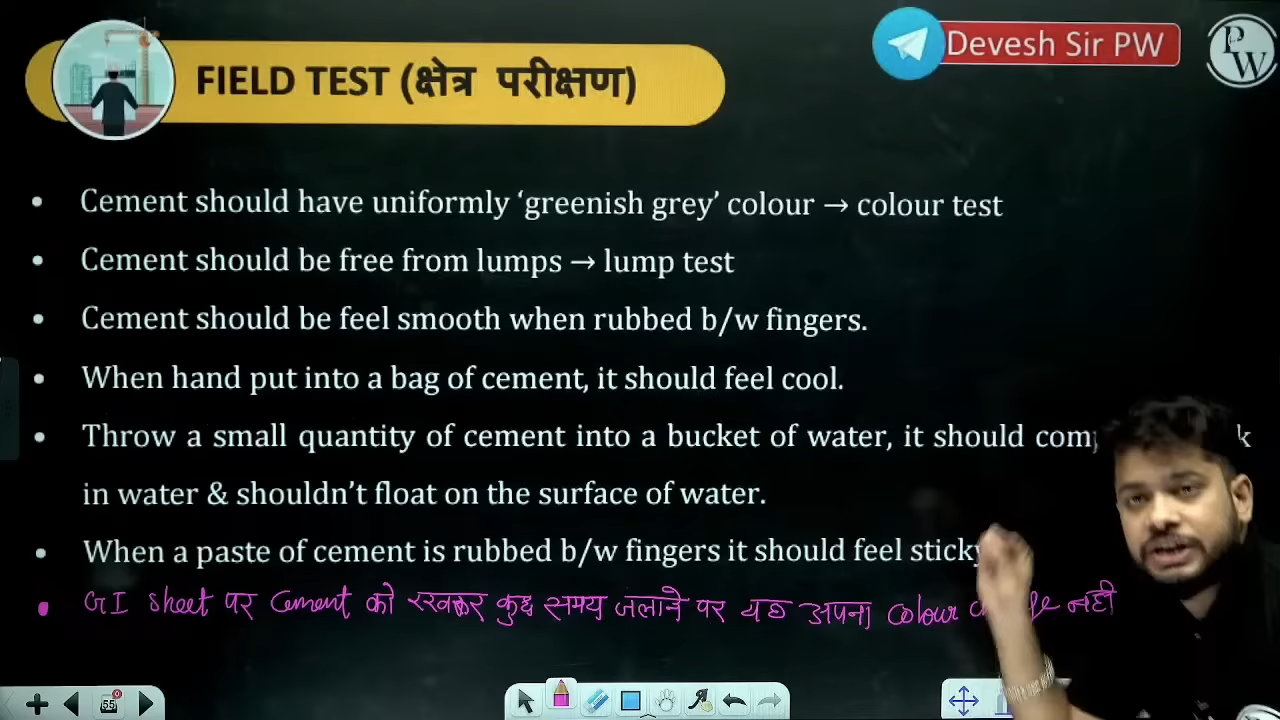 Devesh Sir PW
PW
FIELD TEST (क्षेत्र परीक्षण)
• Cement should have uniformly ‘greenish grey’ colour → colour test
• Cement should be free from lumps → lump test
• Cement should be feel smooth when rubbed b/w fingers.
• When hand put into a bag of cement, it should feel cool.
• Throw a small quantity of cement into a bucket of water, it should
in water & shouldn’t float on the surface of water.
• When a paste of cement is rubbed b/w fingers it should feel sticky
• GI sheet पर Cement को रखकर कुछ समय जलाने पर यह अपना colour नही
55